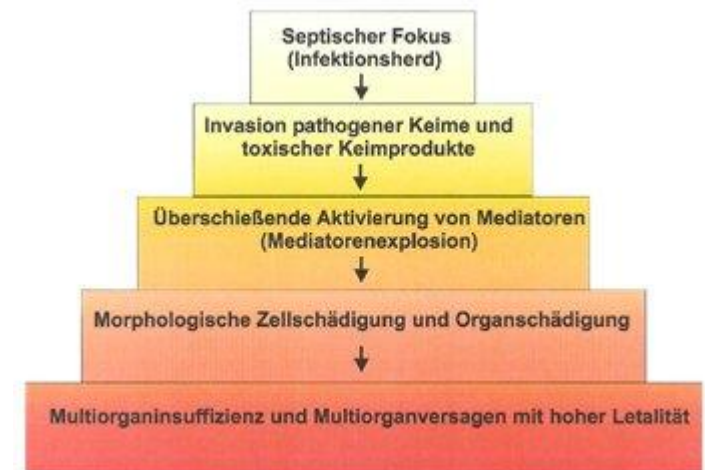 Septischer Fokus
(Infektionsherd)
Invasion pathogener Keime und
toxischer Keimprodukte
Überschießende Aktivierung von Mediatoren
(Mediatorenexplosion)
Morphologische Zellschädigung und Organschädigung
Multiorganinsuffizienz und Multiorganversagen mit hoher Letalität